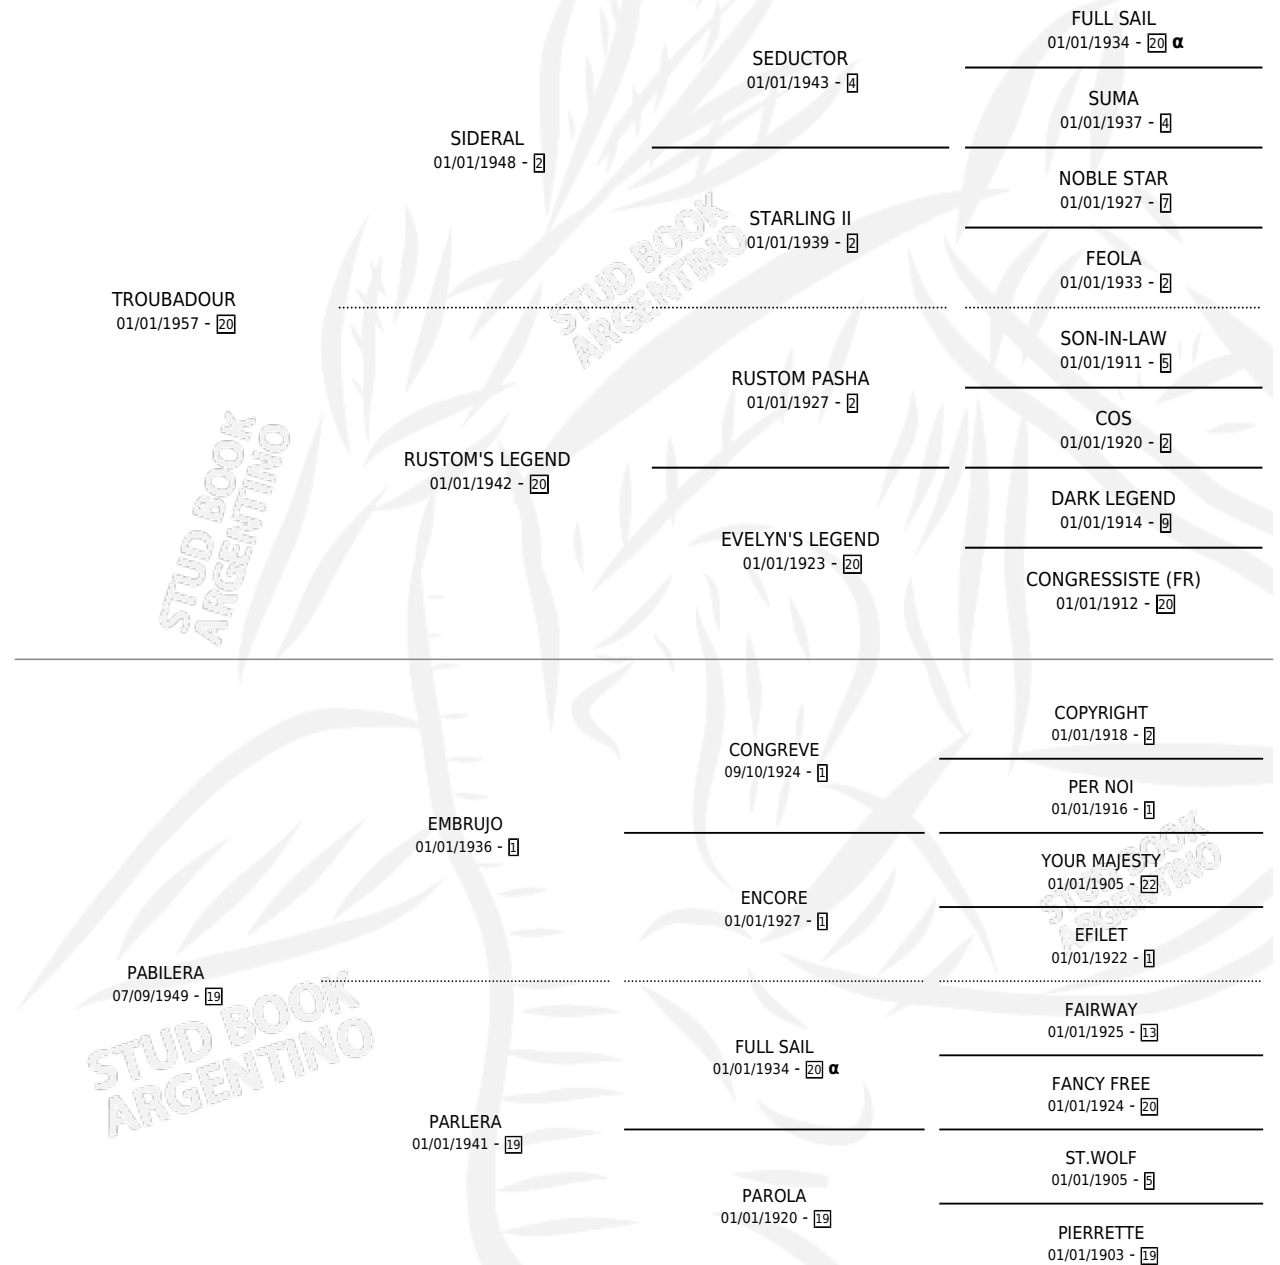 FULL SAIL
01/01/1934 - 20 α
SEDUCTOR
01/01/1943 - 4
SUMA
01/01/1937 - 4
SIDERAL
01/01/1948 - 2
NOBLE STAR
01/01/1927 - 7
STARLING II
01/01/1939 - 2
FEOLA
01/01/1933 - 2
TROUBADOUR
01/01/1957 - 20
SON-IN-LAW
01/01/1911 - 5
RUSTOM PASHA
01/01/1927 - 2
COS
01/01/1920 - 2
RUSTOM'S LEGEND
01/01/1942 - 20
DARK LEGEND
01/01/1914 - 9
EVELYN'S LEGEND
01/01/1923 - 20
CONGRESSISTE (FR)
01/01/1912 - 20
COPYRIGHT
01/01/1918 - 2
CONGREVE
09/10/1924 - 1
PER NOI
01/01/1916 - 1
EMBRUJO
01/01/1936 - 1
YOUR MAJESTY
01/01/1905 - 22
ENCORE
01/01/1927 - 1
EFILET
01/01/1922 - 1
PABILERA
07/09/1949 - 19
FAIRWAY
01/01/1925 - 13
FULL SAIL
01/01/1934 - 20 α
FANCY FREE
01/01/1924 - 20
PARLERA
01/01/1941 - 19
ST.WOLF
01/01/1905 - 5
PAROLA
01/01/1920 - 19
PIERRETTE
01/01/1903 - 19
STUD BOOK
ARGENTINO
STUD BOOK
ARGENTINO
STUD BOOK
ARGENTINO
STUD BOOK
ARGENTINO